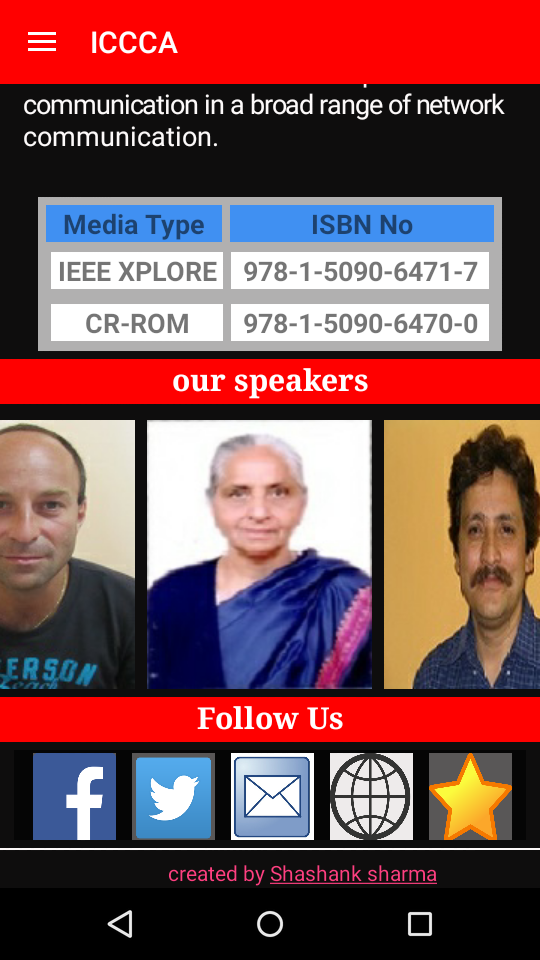 ICCCA
communication in a broad range of network
communication.
Media Type ISBN No
IEEE XPLORE 978-1-5090-6471-7
CR-ROM 978-1-5090-6470-0
our speakers
ERSON
Beach
Follow Us
created by Shashank sharma